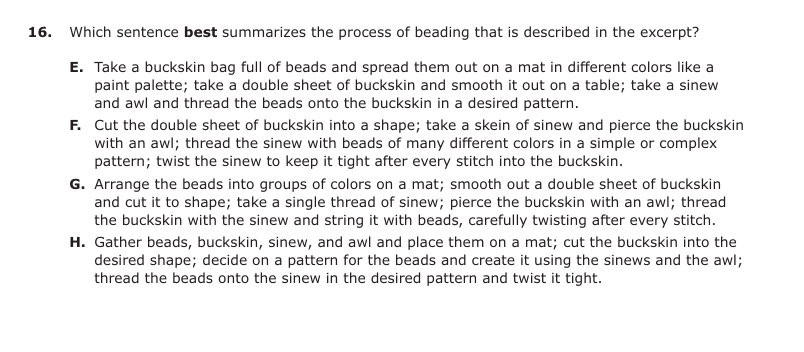 16. Which sentence best summarizes the process of beading that is described in the excerpt?
E. Take a buckskin bag full of beads and spread them out on a mat in different colors like a
paint palette; take a double sheet of buckskin and smooth it out on a table; take a sinew
and awl and thread the beads onto the buckskin in a desired pattern.
F. Cut the double sheet of buckskin into a shape; take a skein of sinew and pierce the buckskin
with an awl; thread the sinew with beads of many different colors in a simple or complex
pattern; twist the sinew to keep it tight after every stitch into the buckskin.
G. Arrange the beads into groups of colors on a mat; smooth out a double sheet of buckskin
and cut it to shape; take a single thread of sinew; pierce the buckskin with an awl; thread
the buckskin with the sinew and string it with beads, carefully twisting after every stitch.
H. Gather beads, buckskin, sinew, and awl and place them on a mat; cut the buckskin into the
desired shape; decide on a pattern for the beads and create it using the sinews and the awl;
thread the beads onto the sinew in the desired pattern and twist it tight.